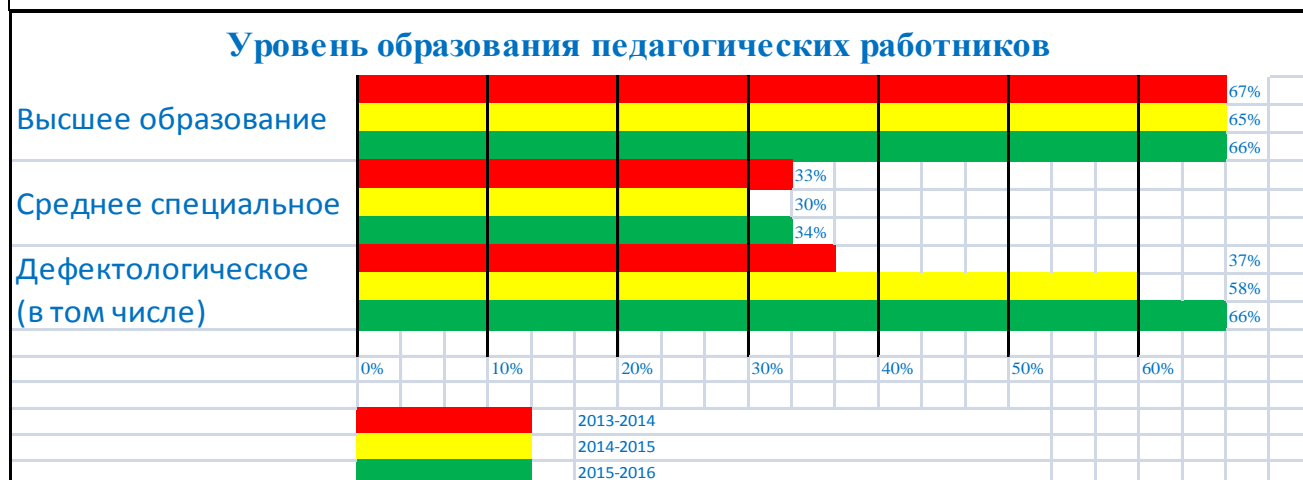 Уровень образования педагогических работников
67%
Высшее образование
65%
66%
33%
Среднее специальное
30%
34%
Дефектологическое
37%
58%
(в том числе)
66%
0% 10% 20% 30% 40% 50% 60%
2013-2014
2014-2015
2015-2016